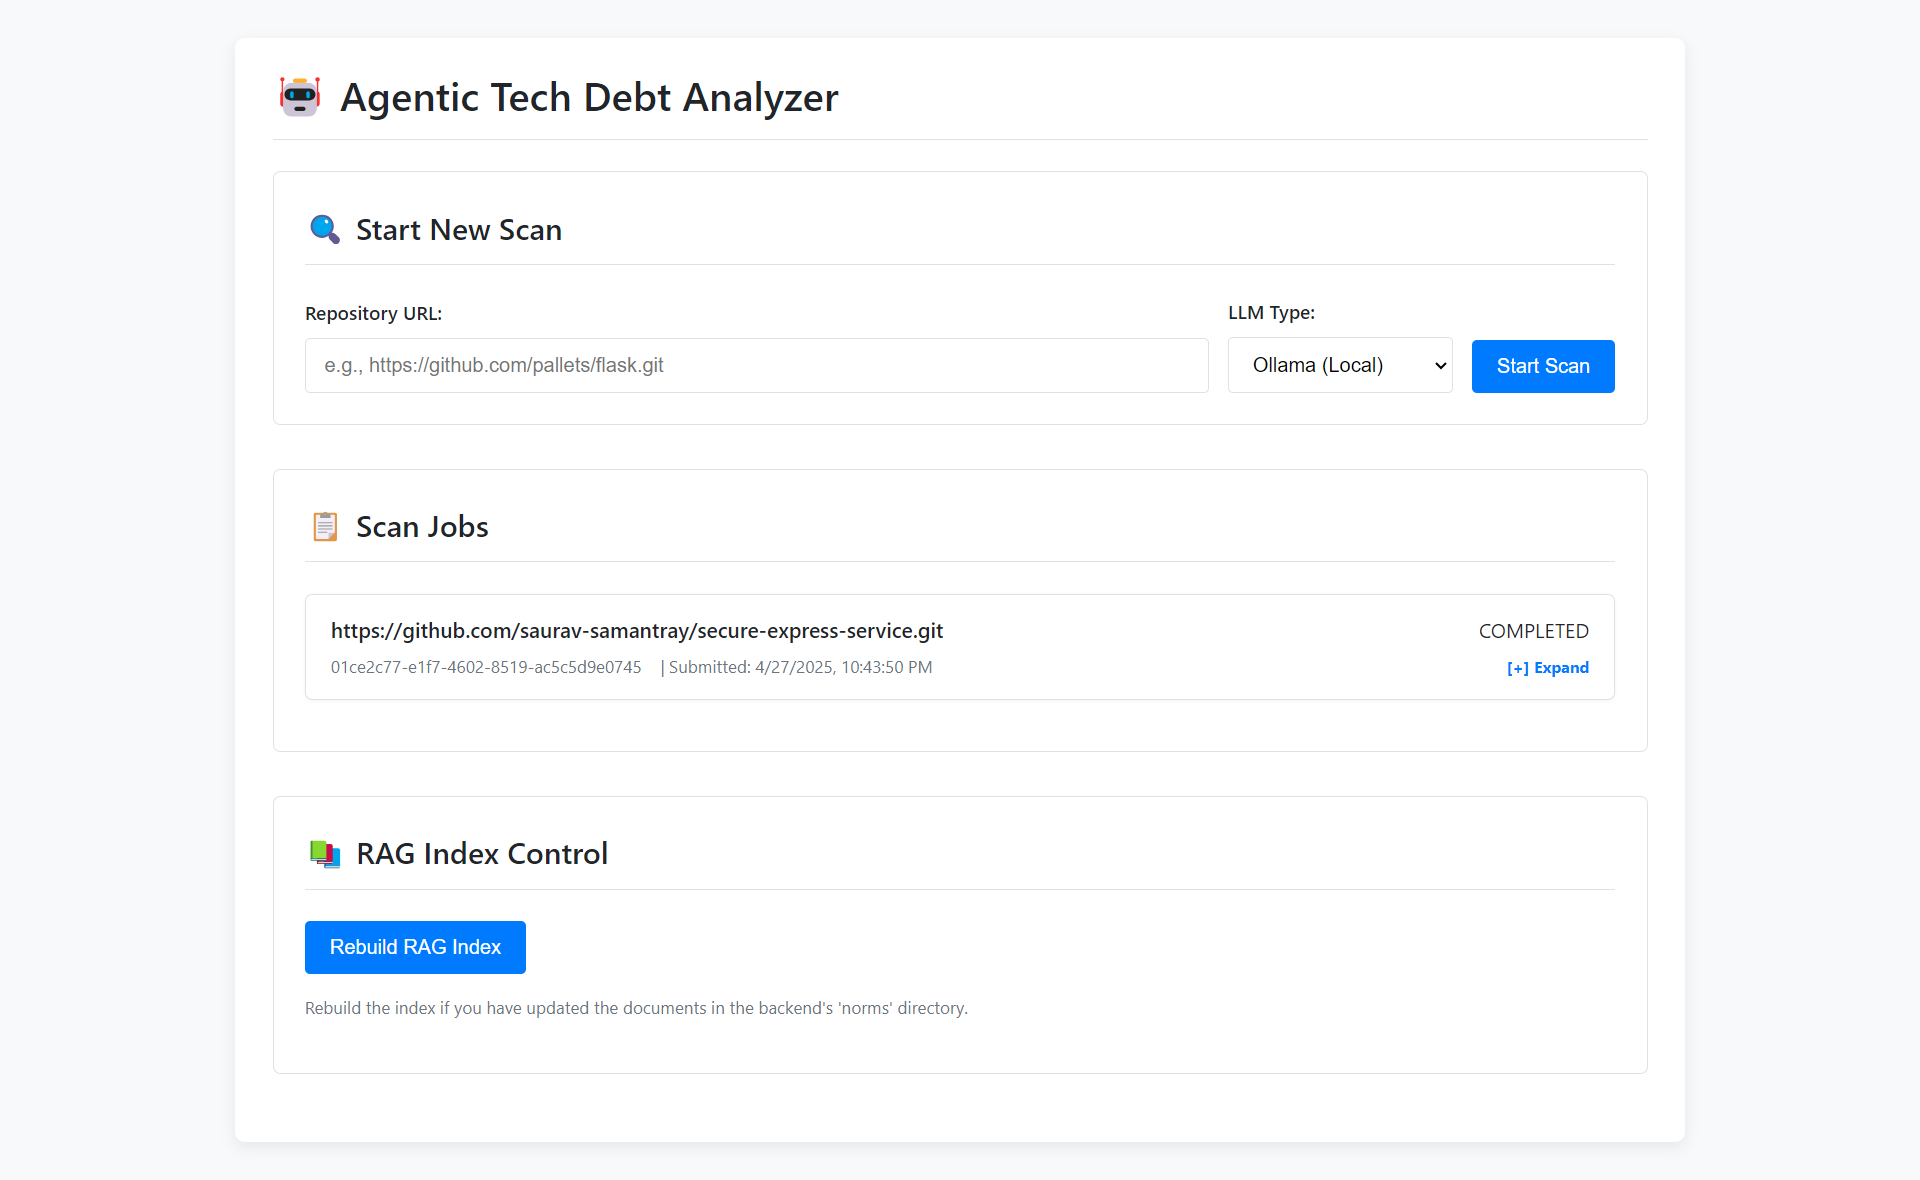 Agentic Tech Debt Analyzer
Start New Scan
Repository URL:
LLM Type:
e.g., https://github.com/pallets/flask.git
Ollama (Local)
Start Scan
Scan Jobs
https://github.com/saurav-samantray/secure-express-service.git
COMPLETED
01ce2c77-e1f7-4602-8519-ac5c5d9e0745 | Submitted: 4/27/2025, 10:43:50 PM
[+] Expand
RAG Index Control
Rebuild RAG Index
Rebuild the index if you have updated the documents in the backend's 'norms' directory.